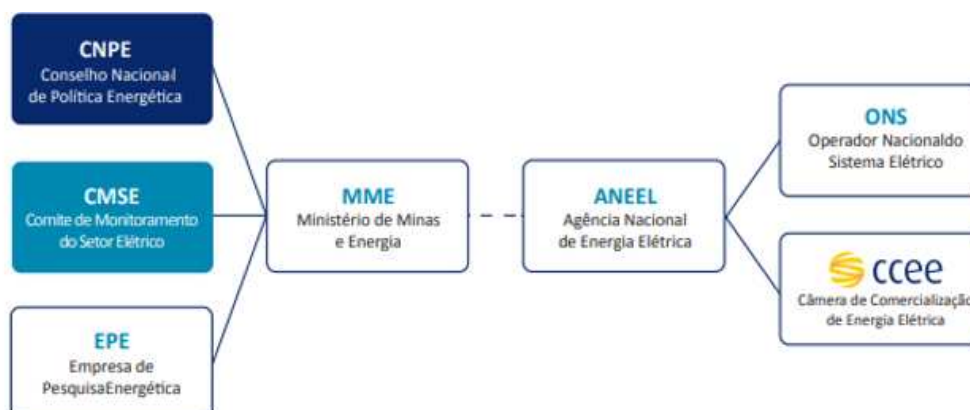 CNPE
Conselho Nacional
de Política Energética
CMSE
Comite de Monitoramento
do Setor Elétrico
EPE
Empresa de
PesquisaEnergética
MME
Ministério de Minas
e Energía
ANEEL
Agência Nacional
de Energia Elétrica
ONS
Operador Nacionaldo
Sistema Elétrico
ccee
Câmera de Comercialização
de Energia Elétrica